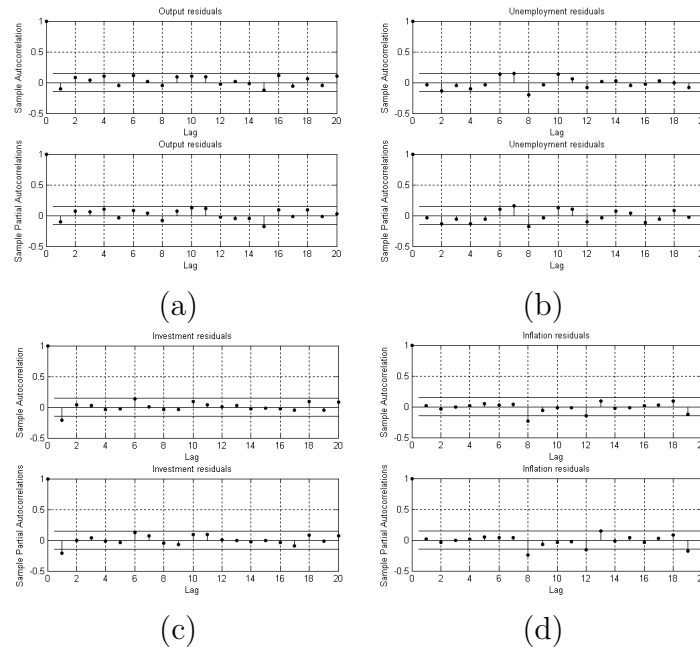 Output residuals
Sample Autocorrelation
1
0.5
0
-0.5
0 2 4 6 8 10 12 14 16 18 20
Lag
Output residuals
Sample Partial Autocorrelations
1
0.5
0
-0.5
0 2 4 6 8 10 12 14 16 18 20
Lag
(a)
Unemployment residuals
Sample Autocorrelation
1
0.5
0
-0.5
0 2 4 6 8 10 12 14 16 18
Lag
Unemployment residuals
Sample Partial Autocorrelations
1
0.5
0
-0.5
0 2 4 6 8 10 12 14 16 18
Lag
(b)
Investment residuals
Sample Autocorrelation
1
0.5
0
-0.5
0 2 4 6 8 10 12 14 16 18 20
Lag
Investment residuals
Sample Partial Autocorrelations
1
0.5
0
-0.5
0 2 4 6 8 10 12 14 16 18 20
Lag
(c)
Inflation residuals
Sample Autocorrelation
1
0.5
0
-0.5
0 2 4 6 8 10 12 14 16 18
Lag
Inflation residuals
Sample Partial Autocorrelations
1
0.5
0
-0.5
0 2 4 6 8 10 12 14 16 18
Lag
(d)